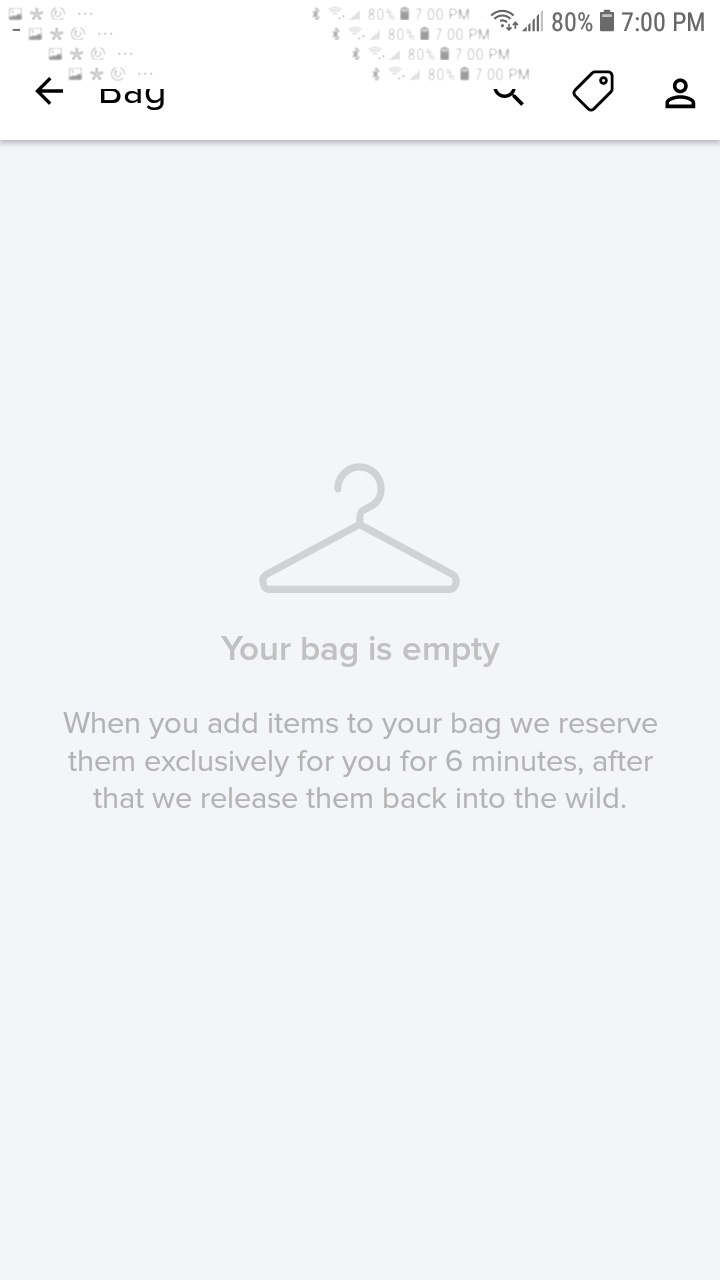 80% 7:00 PM
80% 7 00 PM
80% 7 00 PM
80% 7 00 PM
80% 7 00 PM
Bag
Your bag is empty
When you add items to your bag we reserve
them exclusively for you for 6 minutes, after
that we release them back into the wild.